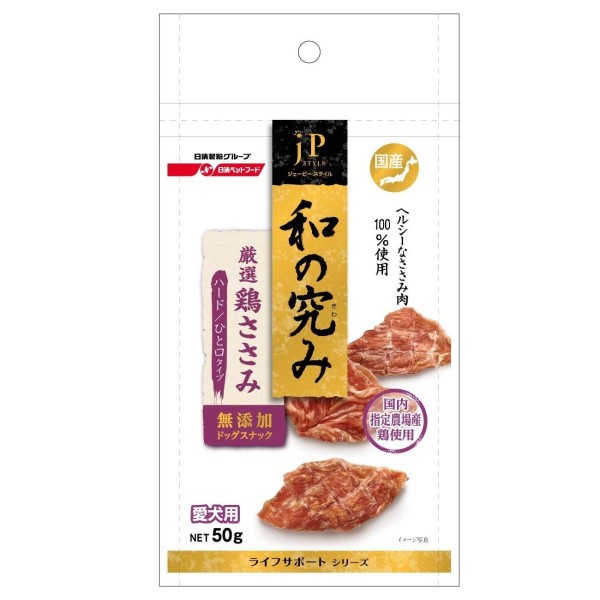 日清製粉グループ
日清ペットフード
jP
STYLE
ジェーピースタイル
国産
和の究み
きわ
ヘルシーなささみ肉
100%使用
厳選
鶏ささみ
ハード/ひと口タイプ
無添加
ドッグスナック
国内
指定農場産
鶏使用
愛犬用
NET 50g
イメージ写真
ライフサポート シリーズ